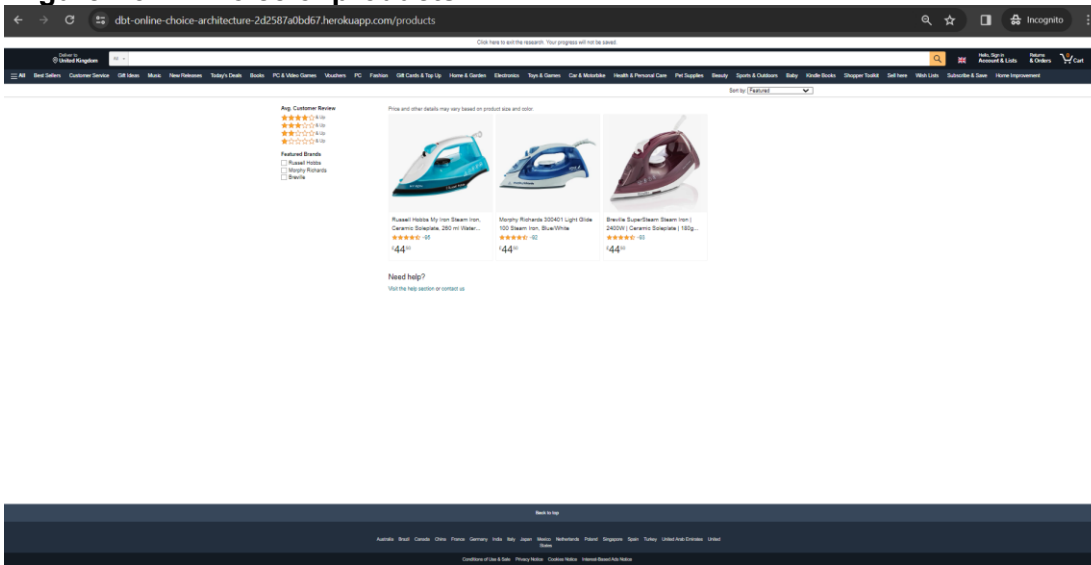 dbt-online-choice-architecture-2d2587a0bd67.herokuapp.com/products
Incognito
Click here to exit the research. Your progress will not be saved.
Deliver to
United Kingdom
Hello, Sign in
Account & Lists
Returns
& Orders
Cart
All Best Sellers Customer Service Gift Ideas Music New Releases Today's Deals Books PC & Video Games Vouchers PC Fashion Gift Cards & Top Up Home & Garden Electronics Toys & Games Car & Motorbike Health & Personal Care Pet Supplies Beauty Sports & Outdoors Baby Kindle Books Shopper Toolkit Sell here Wish Lists Subscribe & Save Home Improvement
Sort by: Featured
Avg. Customer Review
& Up
& Up
& Up
& Up
Featured Brands
Russell Hobbs
Morphy Richards
Breville
Price and other details may vary based on product size and color.
Russell Hobbs My Iron Steam Iron,
Ceramic Soleplate, 260 ml Water...
£44
Morphy Richards 300401 Light Glide
100 Steam Iron, Blue/White
£44
Breville SuperSteam Steam Iron |
2400W | Ceramic Soleplate | 180g...
£44
Need help?
Visit the help section or contact us
Back to top
Australia Brazil Canada China France Germany India Italy Japan Mexico Netherlands Poland Singapore Spain Turkey United Arab Emirates United
States
Conditions of Use & Sale Privacy Notice Cookies Notice Interest-Based Ads Notice